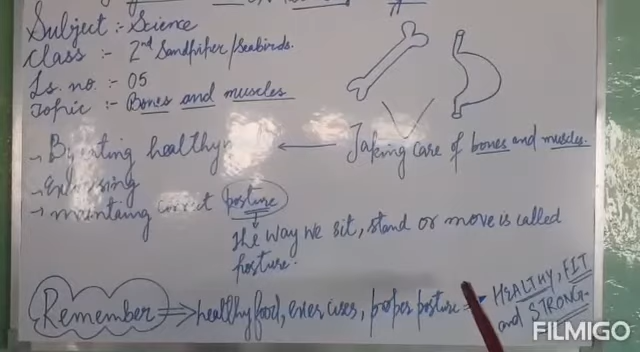 Subject :- Science
Class :- 2nd Sandpiper/Seabirds.
Ls. no. :- 05
Topic :- Bones and muscles
Taking care of bones and muscles.
→ By eating healthy
→ Exercising
→ maintaing correct posture
The way we sit, stand or move is called
posture.
Remember ⇒ healthy food, exercises, proper posture = HEALTHY, FIT
and STRONG.
FILMIGO